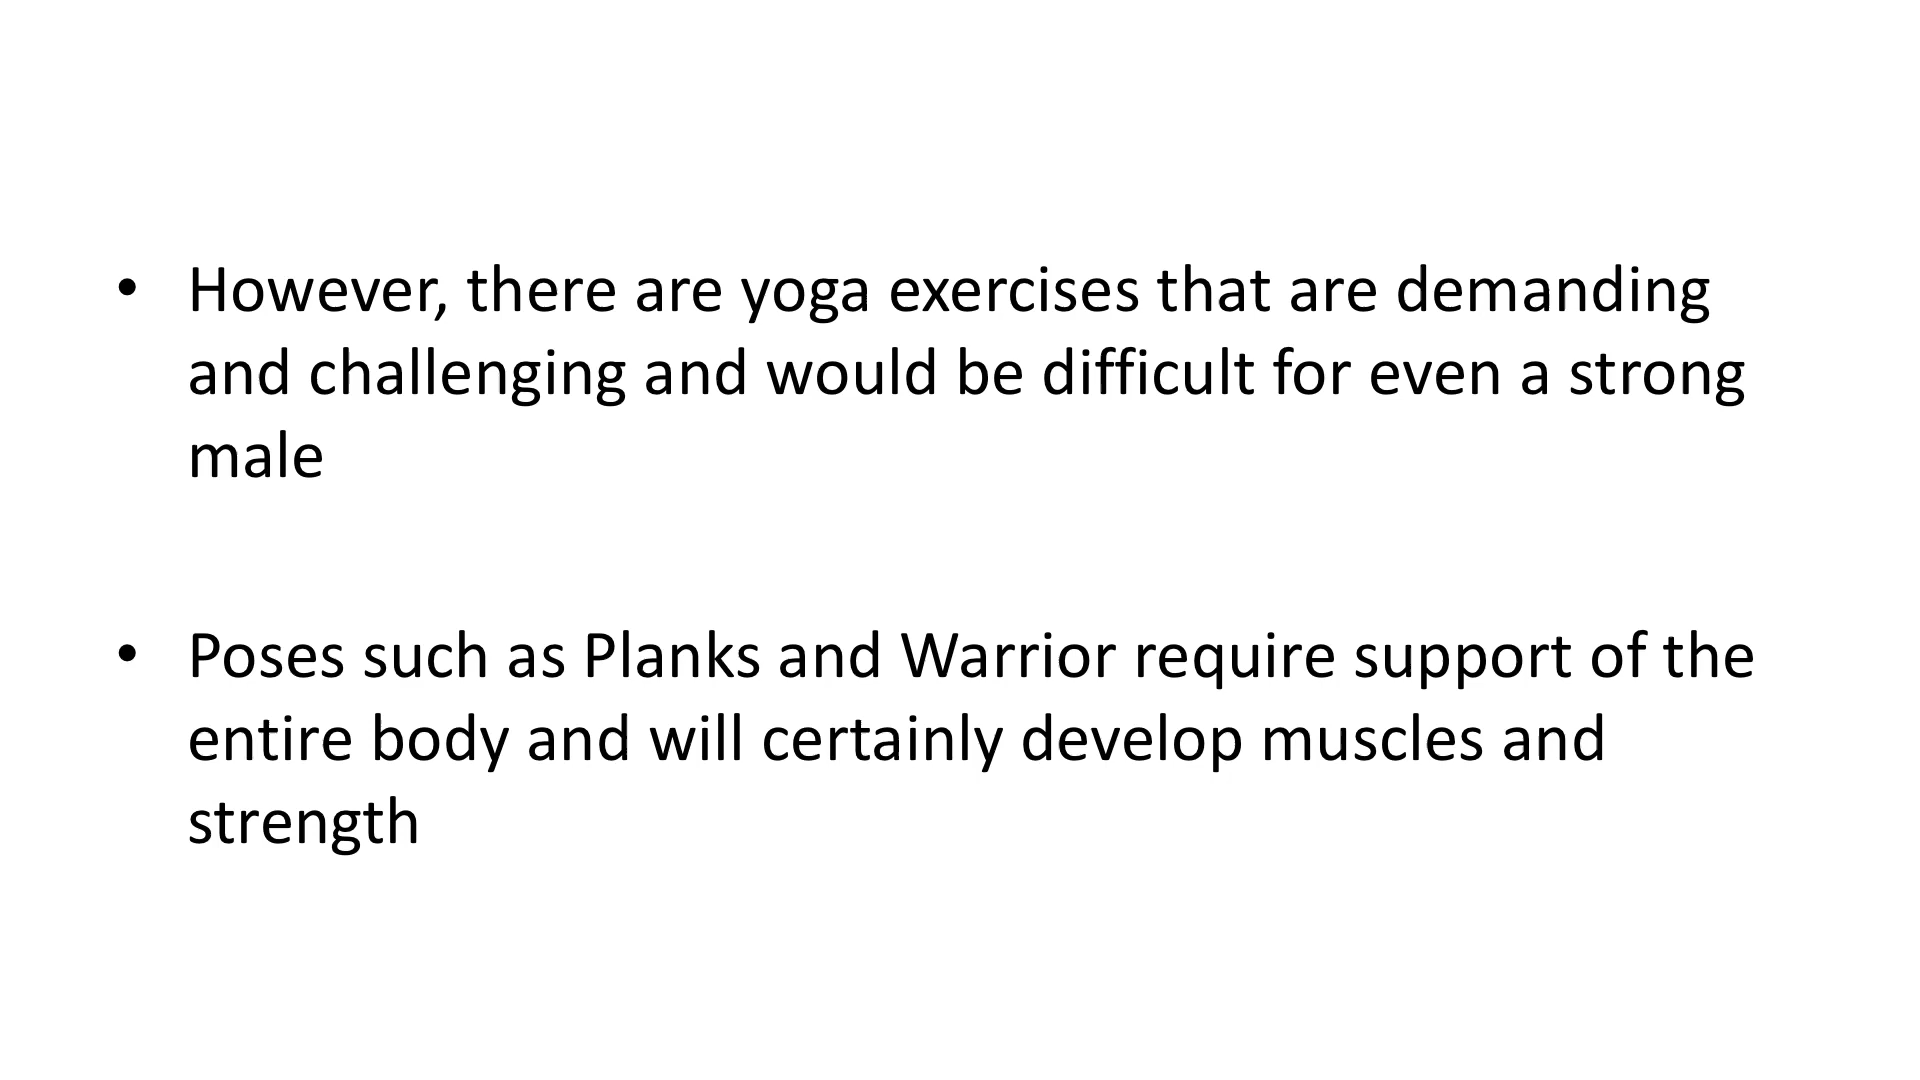 • However, there are yoga exercises that are demanding
and challenging and would be difficult for even a strong
male
• Poses such as Planks and Warrior require support of the
entire body and will certainly develop muscles and
strength